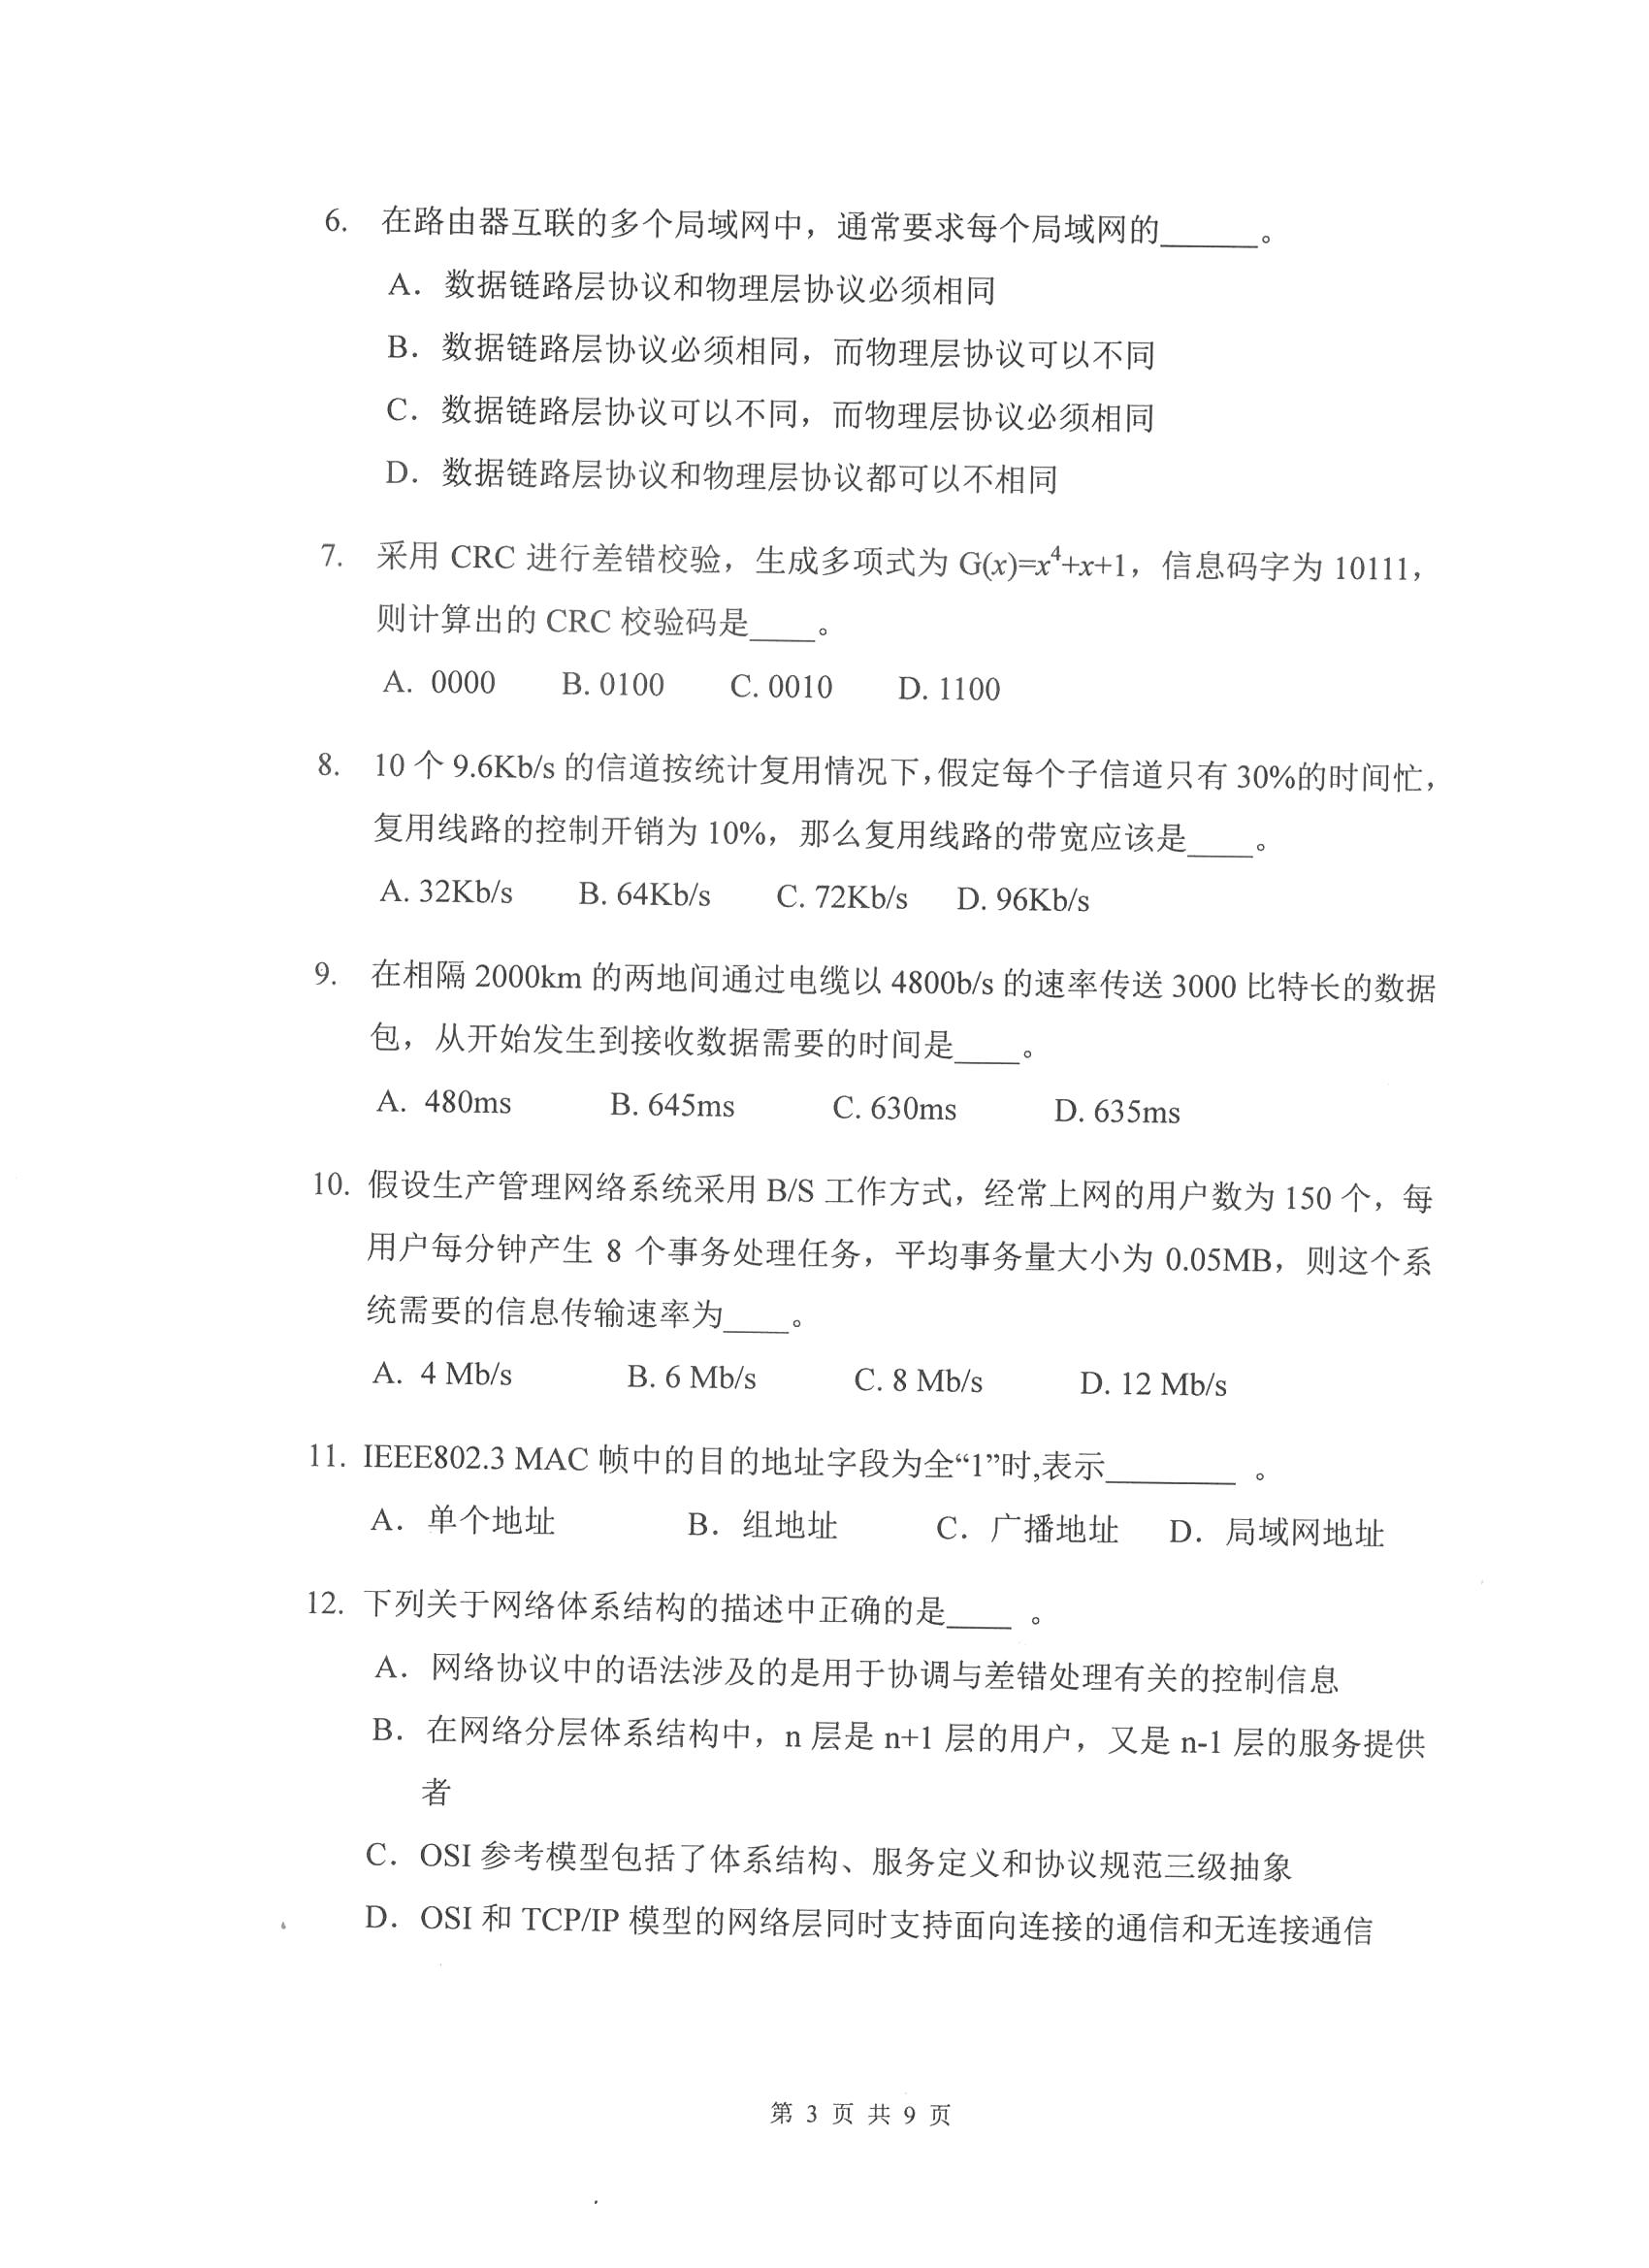 6. 在路由器互联的多个局域网中，通常要求每个局域网的______。
A．数据链路层协议和物理层协议必须相同
B．数据链路层协议必须相同，而物理层协议可以不同
C．数据链路层协议可以不同，而物理层协议必须相同
D．数据链路层协议和物理层协议都可以不相同
7. 采用 CRC 进行差错校验，生成多项式为 G(x)=x⁴+x+1，信息码字为 10111，
则计算出的 CRC 校验码是____。
A. 0000 B. 0100 C. 0010 D. 1100
8. 10 个 9.6Kb/s 的信道按统计复用情况下,假定每个子信道只有 30%的时间忙，
复用线路的控制开销为 10%，那么复用线路的带宽应该是____。
A. 32Kb/s B. 64Kb/s C. 72Kb/s D. 96Kb/s
9. 在相隔 2000km 的两地间通过电缆以 4800b/s 的速率传送 3000 比特长的数据
包，从开始发生到接收数据需要的时间是____。
A. 480ms B. 645ms C. 630ms D. 635ms
10. 假设生产管理网络系统采用 B/S 工作方式，经常上网的用户数为 150 个，每
用户每分钟产生 8 个事务处理任务，平均事务量大小为 0.05MB，则这个系
统需要的信息传输速率为____。
A. 4 Mb/s B. 6 Mb/s C. 8 Mb/s D. 12 Mb/s
11. IEEE802.3 MAC 帧中的目的地址字段为全“1”时,表示________ 。
A．单个地址 B．组地址 C．广播地址 D．局域网地址
12. 下列关于网络体系结构的描述中正确的是____ 。
A．网络协议中的语法涉及的是用于协调与差错处理有关的控制信息
B．在网络分层体系结构中，n 层是 n+1 层的用户，又是 n-1 层的服务提供
者
C．OSI 参考模型包括了体系结构、服务定义和协议规范三级抽象
D．OSI 和 TCP/IP 模型的网络层同时支持面向连接的通信和无连接通信
第 3 页 共 9 页